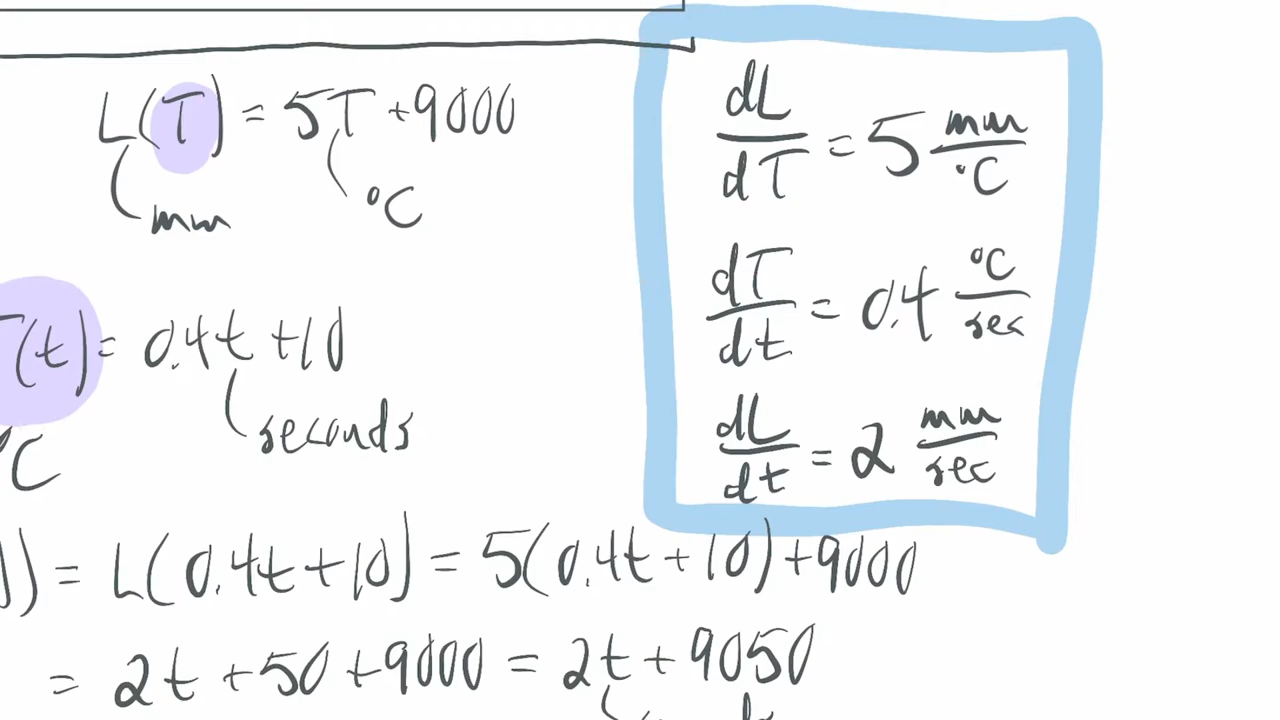 L(T) = 5T + 9000
mm
°C
T(t) = 0.4t + 10
seconds
°C
)) = L(0.4t + 10) = 5(0.4t + 10) + 9000
= 2t + 50 + 9000 = 2t + 9050
dL/dT = 5 mm/°C
dT/dt = 0.4 °C/sec
dL/dt = 2 mm/sec